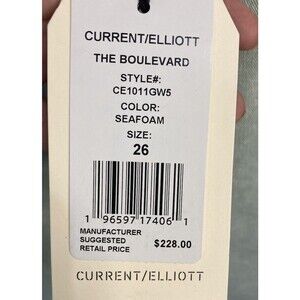 CURRENT/ELLIOTT
THE BOULEVARD
STYLE#:
CE1011GW5
COLOR:
SEAFOAM
SIZE:
26
1 96597 17406 1
MANUFACTURER
SUGGESTED
RETAIL PRICE $228.00
CURRENT/ELLIOTT